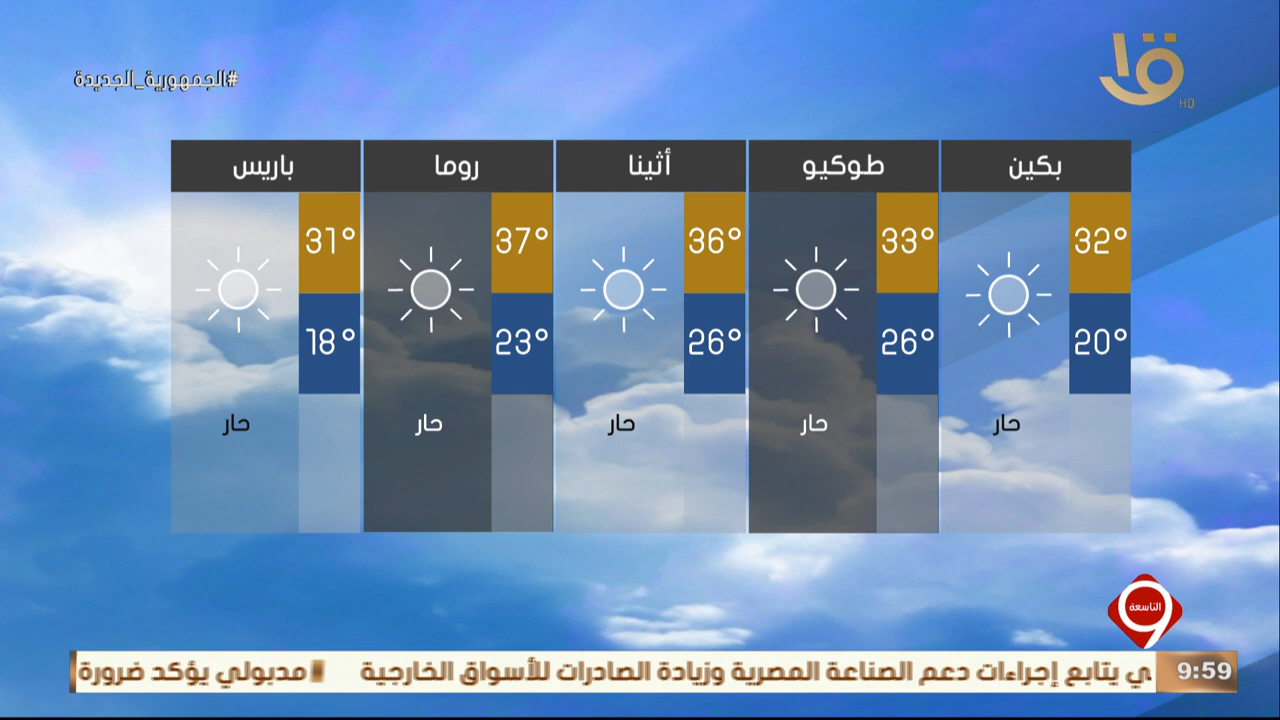 #الجمهورية_الجديدة
HD
بكين
طوكيو
أثينا
روما
باريس
32°
33°
36°
37°
31°
20°
26°
26°
23°
18°
حار
حار
حار
حار
حار
التاسعة
9
9:59
ي يتابع إجراءات دعم الصناعة المصرية وزيادة الصادرات للأسواق الخارجية مدبولي يؤكد ضرورة